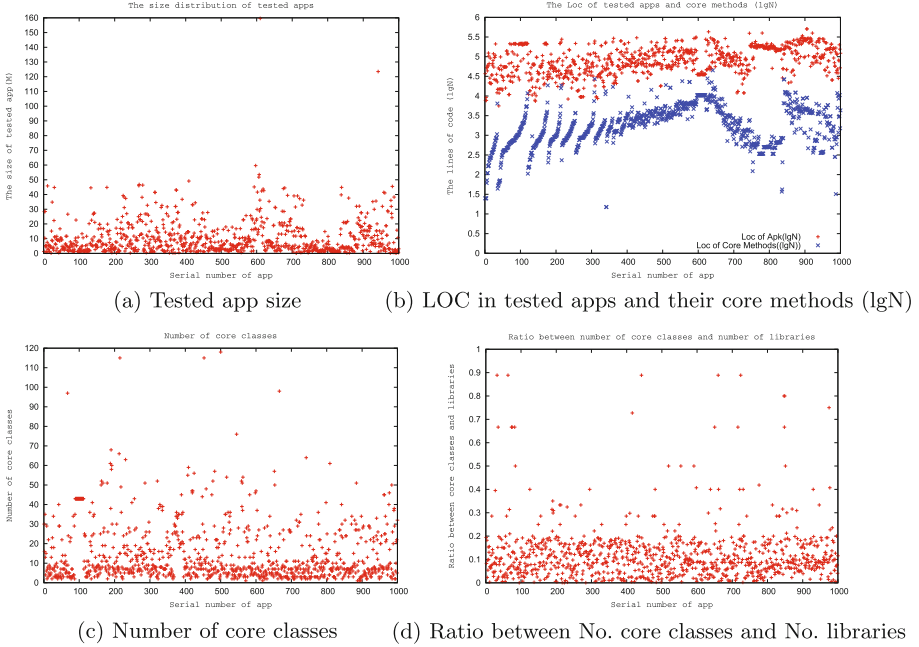 The size distribution of tested apps
The size of tested app(M)
160
150
140
130
120
110
100
90
80
70
60
50
40
30
20
10
0
0 100 200 300 400 500 600 700 800 900 1000
Serial number of app
(a) Tested app size
The Loc of tested apps and core methods (lgN)
The lines of code (lgN)
6
5.5
5
4.5
4
3.5
3
2.5
2
1.5
1
0.5
0
Loc of Apk(lgN)
Loc of Core Methods((lgN))
0 100 200 300 400 500 600 700 800 900 1000
Serial number of app
(b) LOC in tested apps and their core methods (lgN)
Number of core classes
Number of core classes
120
110
100
90
80
70
60
50
40
30
20
10
0
0 100 200 300 400 500 600 700 800 900 1000
Serial number of app
(c) Number of core classes
Ratio between number of core classes and number of libraries
Ratio between core classes and libraries
1
0.9
0.8
0.7
0.6
0.5
0.4
0.3
0.2
0.1
0
0 100 200 300 400 500 600 700 800 900 1000
Serial number of app
(d) Ratio between No. core classes and No. libraries